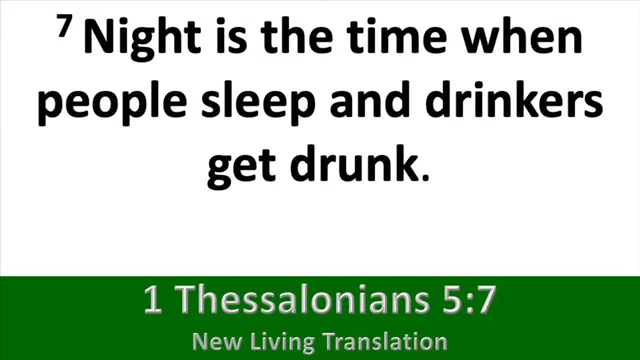 7 Night is the time when
people sleep and drinkers
get drunk.
1 Thessalonians 5:7
New Living Translation